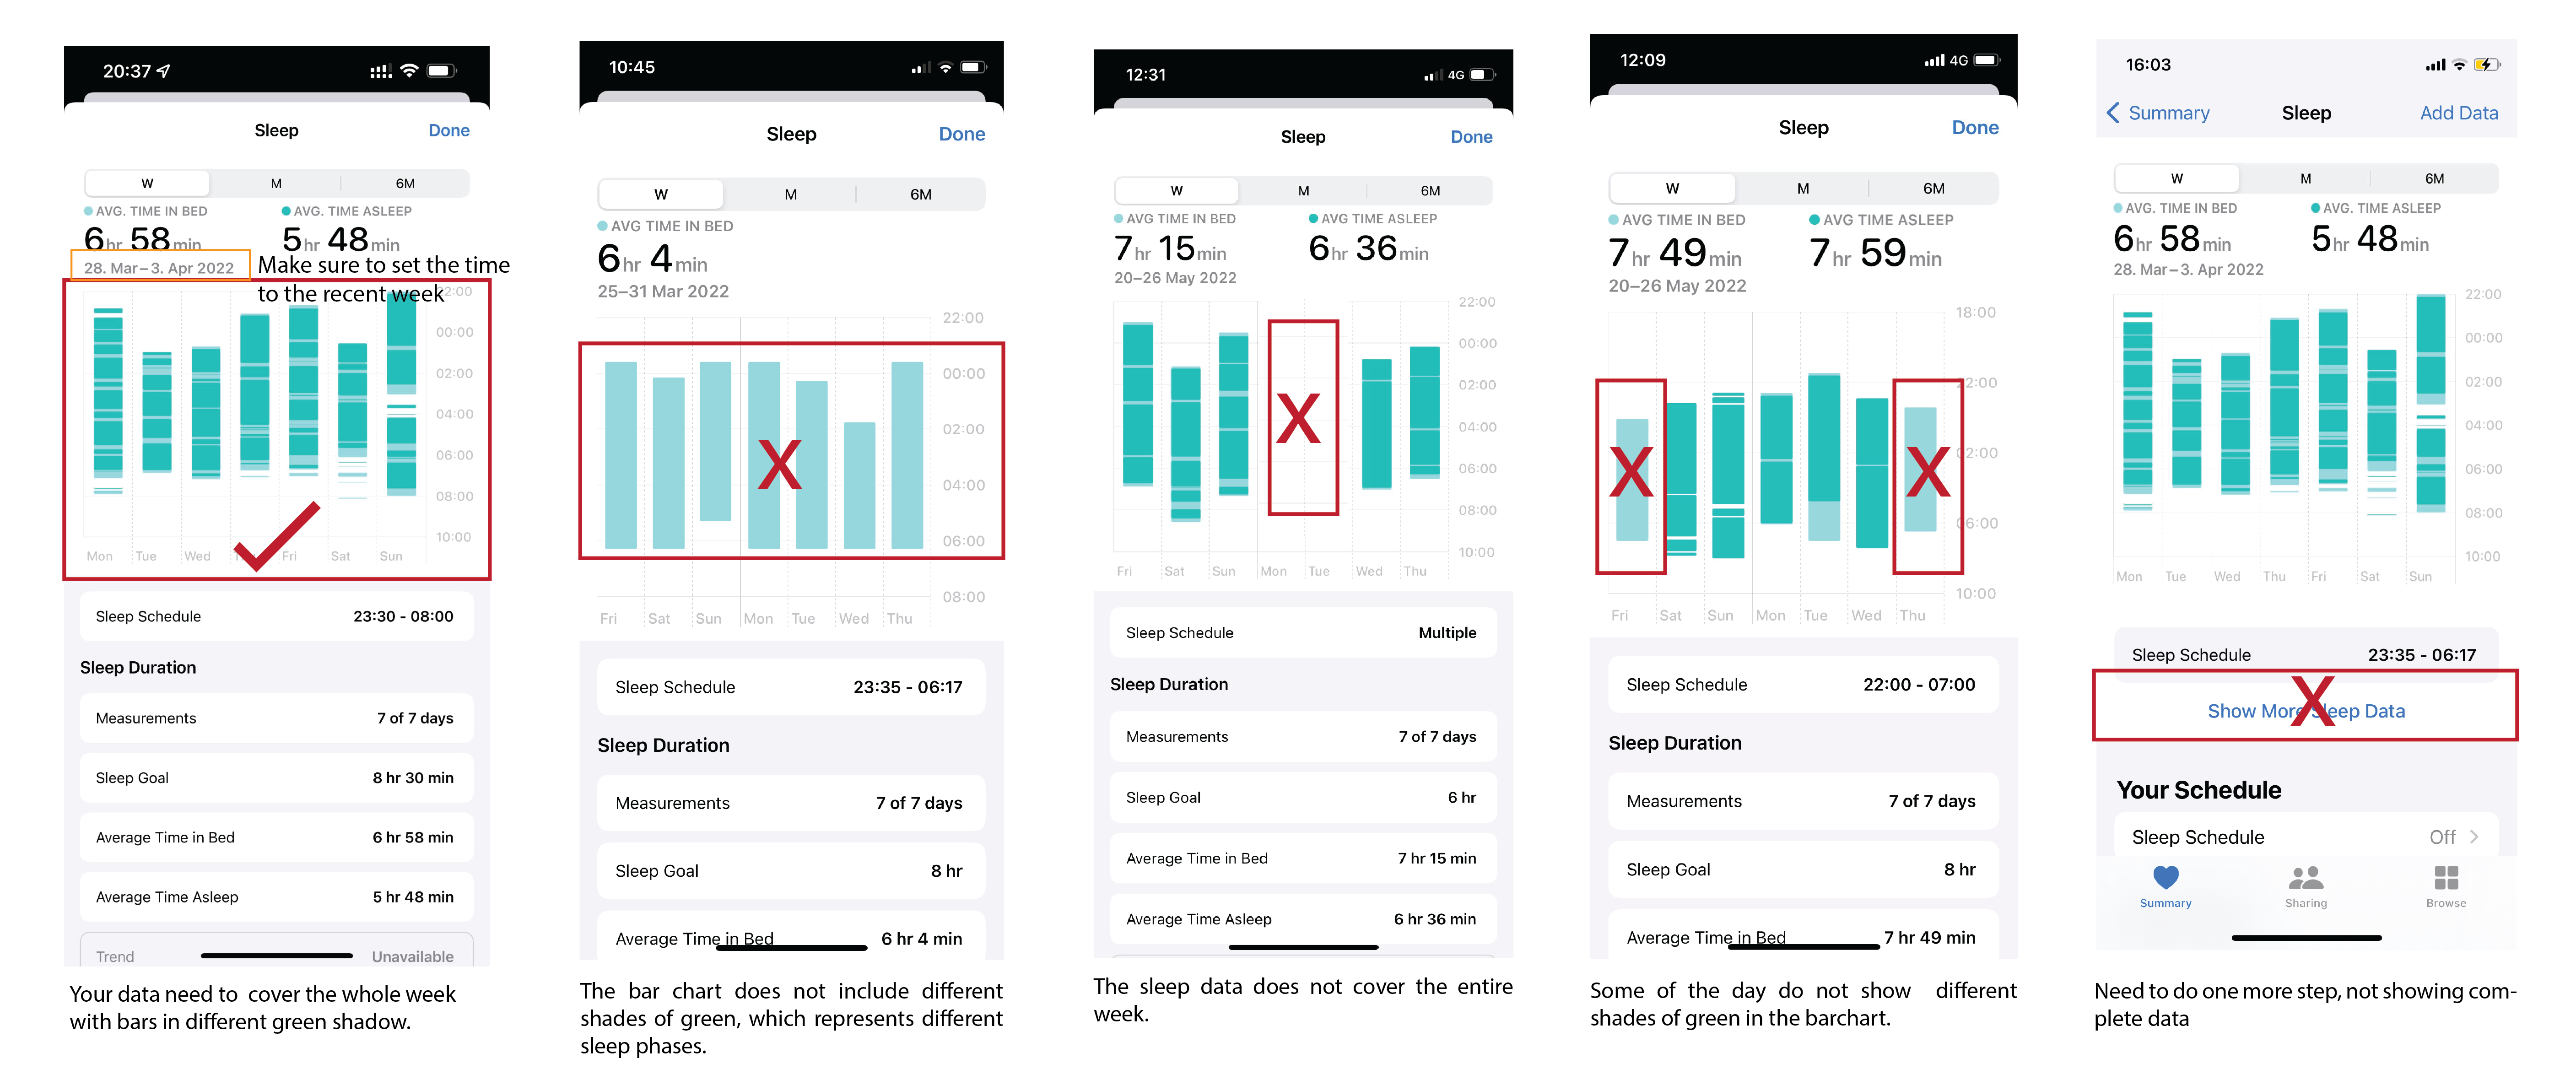 20:37
Sleep Done
W M 6M
AVG. TIME IN BED AVG. TIME ASLEEP
6 hr 58 min 5 hr 48 min
28. Mar – 3. Apr 2022
Make sure to set the time
to the recent week
22:00
00:00
02:00
04:00
06:00
08:00
10:00
Mon Tue Wed Fri Sat Sun
Sleep Schedule 23:30 - 08:00
Sleep Duration
Measurements 7 of 7 days
Sleep Goal 8 hr 30 min
Average Time in Bed 6 hr 58 min
Average Time Asleep 5 hr 48 min
Trend Unavailable
Your data need to cover the whole week
with bars in different green shadow.
10:45
Sleep Done
W M 6M
AVG TIME IN BED
6 hr 4 min
25–31 Mar 2022
22:00
00:00
02:00
04:00
06:00
08:00
X
Fri Sat Sun Mon Tue Wed Thu
Sleep Schedule 23:35 - 06:17
Sleep Duration
Measurements 7 of 7 days
Sleep Goal 8 hr
Average Time in Bed 6 hr 4 min
The bar chart does not include different
shades of green, which represents different
sleep phases.
12:31 4G
Sleep Done
W M 6M
AVG TIME IN BED AVG TIME ASLEEP
7 hr 15 min 6 hr 36 min
20–26 May 2022
22:00
00:00
02:00
04:00
06:00
08:00
10:00
X
Fri Sat Sun Mon Tue Wed Thu
Sleep Schedule Multiple
Sleep Duration
Measurements 7 of 7 days
Sleep Goal 6 hr
Average Time in Bed 7 hr 15 min
Average Time Asleep 6 hr 36 min
The sleep data does not cover the entire
week.
12:09 4G
Sleep Done
W M 6M
AVG TIME IN BED AVG TIME ASLEEP
7 hr 49 min 7 hr 59 min
20–26 May 2022
18:00
22:00
02:00
06:00
10:00
X X
Fri Sat Sun Mon Tue Wed Thu
Sleep Schedule 22:00 - 07:00
Sleep Duration
Measurements 7 of 7 days
Sleep Goal 8 hr
Average Time in Bed 7 hr 49 min
Some of the day do not show different
shades of green in the barchart.
16:03
Summary Sleep Add Data
W M 6M
AVG. TIME IN BED AVG. TIME ASLEEP
6 hr 58 min 5 hr 48 min
28. Mar – 3. Apr 2022
22:00
00:00
02:00
04:00
06:00
08:00
10:00
Mon Tue Wed Thu Fri Sat Sun
Sleep Schedule 23:35 - 06:17
X
Show More Sleep Data
Your Schedule
Sleep Schedule Off
Summary Sharing Browse
Need to do one more step, not showing com-
plete data